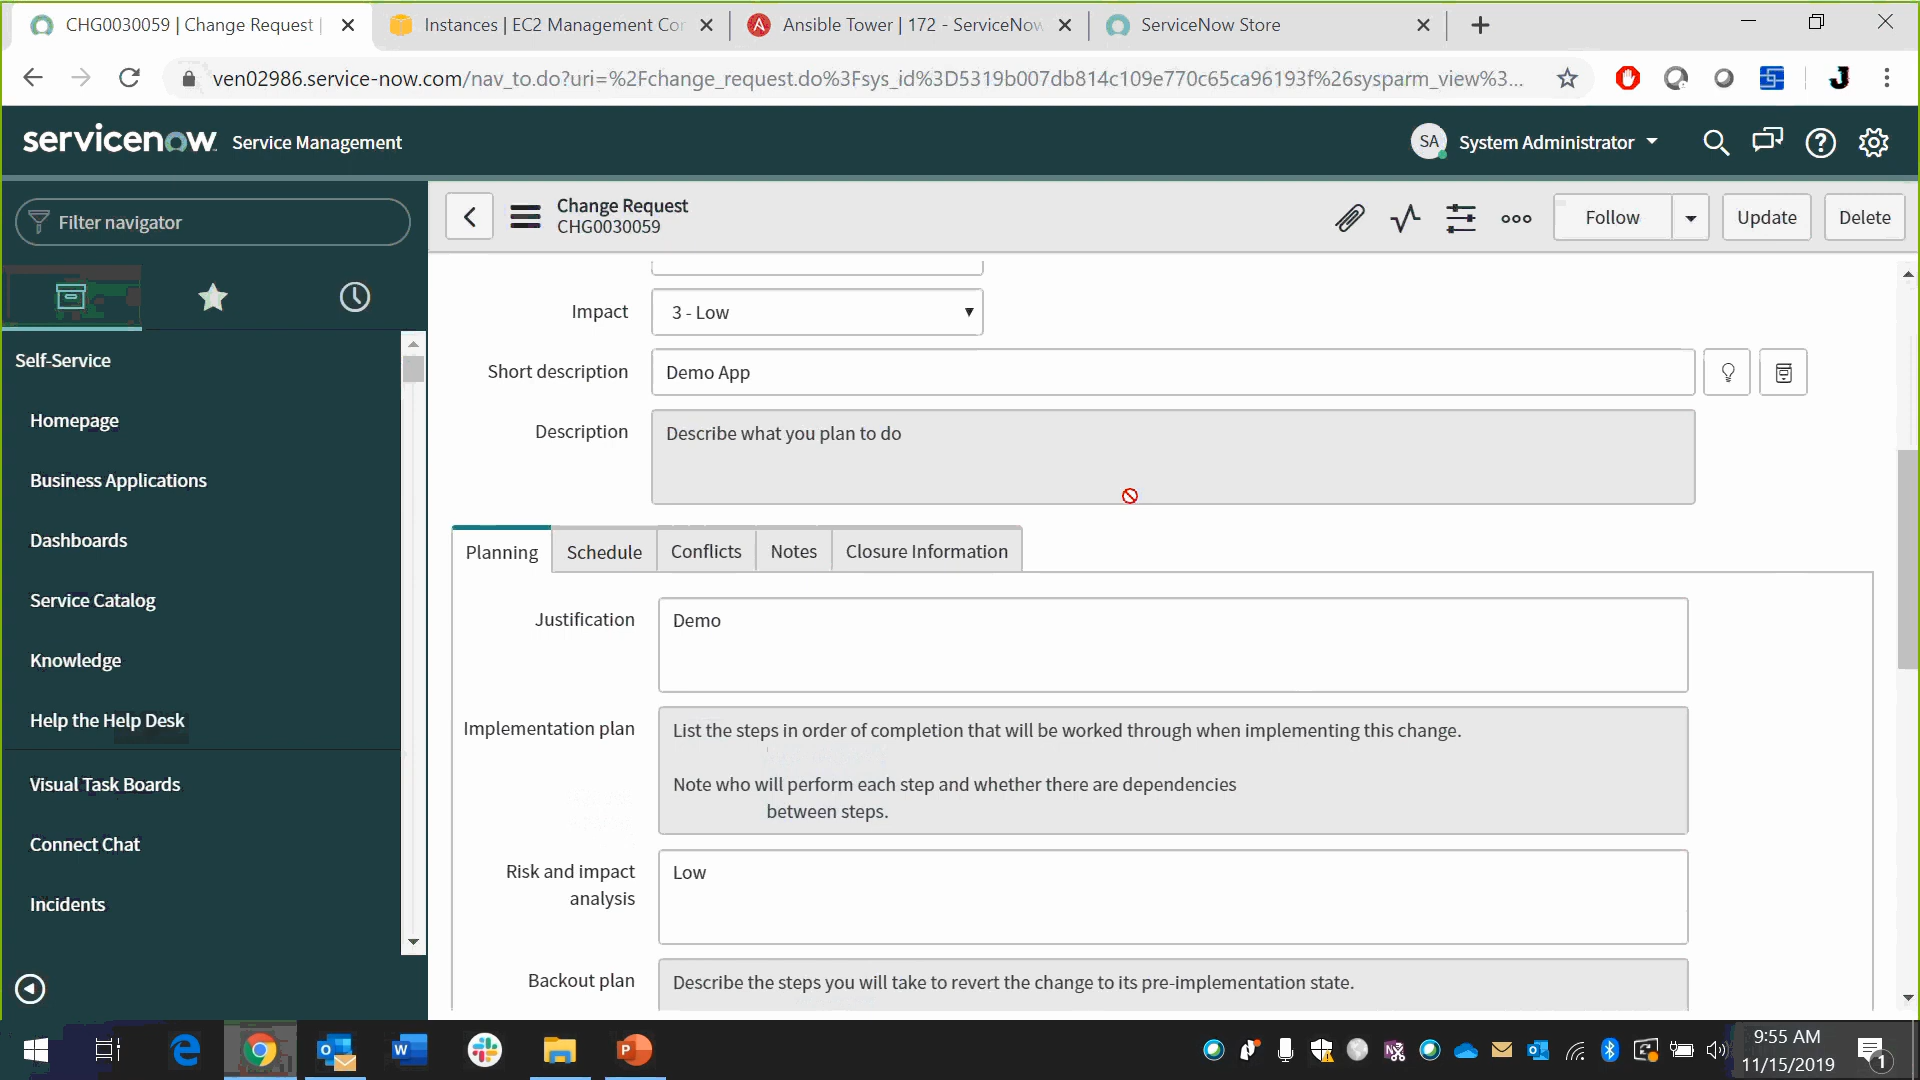 CHG0030059 | Change Request |
Instances | EC2 Management Cor
Ansible Tower | 172 - ServiceNow
ServiceNow Store
ven02986.service-now.com/nav_to.do?uri=%2Fchange_request.do%3Fsys_id%3D5319b007db814c109e770c65ca96193f%26sysparm_view%3...
servicenow Service Management
SA System Administrator
Filter navigator
Change Request
CHG0030059
Follow
Update
Delete
Self-Service
Homepage
Business Applications
Dashboards
Service Catalog
Knowledge
Help the Help Desk
Visual Task Boards
Connect Chat
Incidents
Impact
3 - Low
Short description
Demo App
Description
Describe what you plan to do
Planning
Schedule
Conflicts
Notes
Closure Information
Justification
Demo
Implementation plan
List the steps in order of completion that will be worked through when implementing this change.
Note who will perform each step and whether there are dependencies
between steps.
Risk and impact
analysis
Low
Backout plan
Describe the steps you will take to revert the change to its pre-implementation state.
9:55 AM
11/15/2019
1